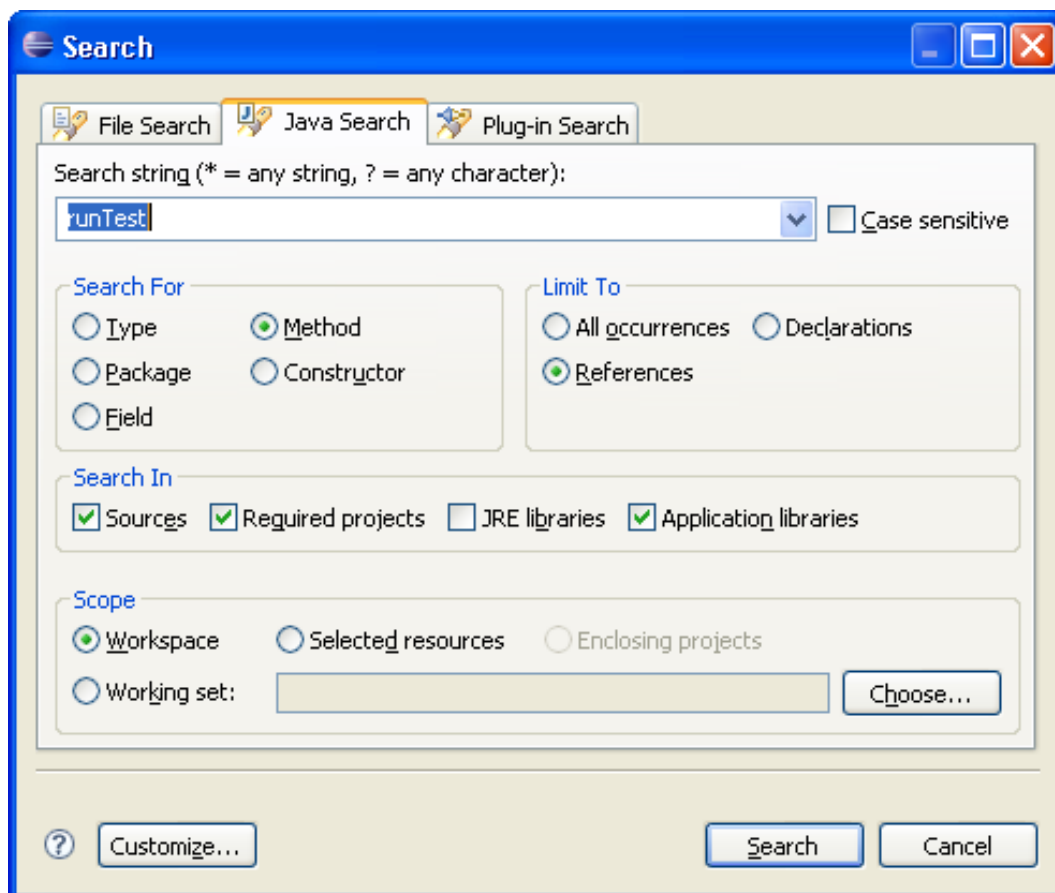 Search
File Search Java Search Plug-in Search
Search string (* = any string, ? = any character):
runTest Case sensitive
Search For Limit To
Type Method All occurrences Declarations
Package Constructor References
Field
Search In
Sources Required projects JRE libraries Application libraries
Scope
Workspace Selected resources Enclosing projects
Working set: Choose...
? Customize... Search Cancel